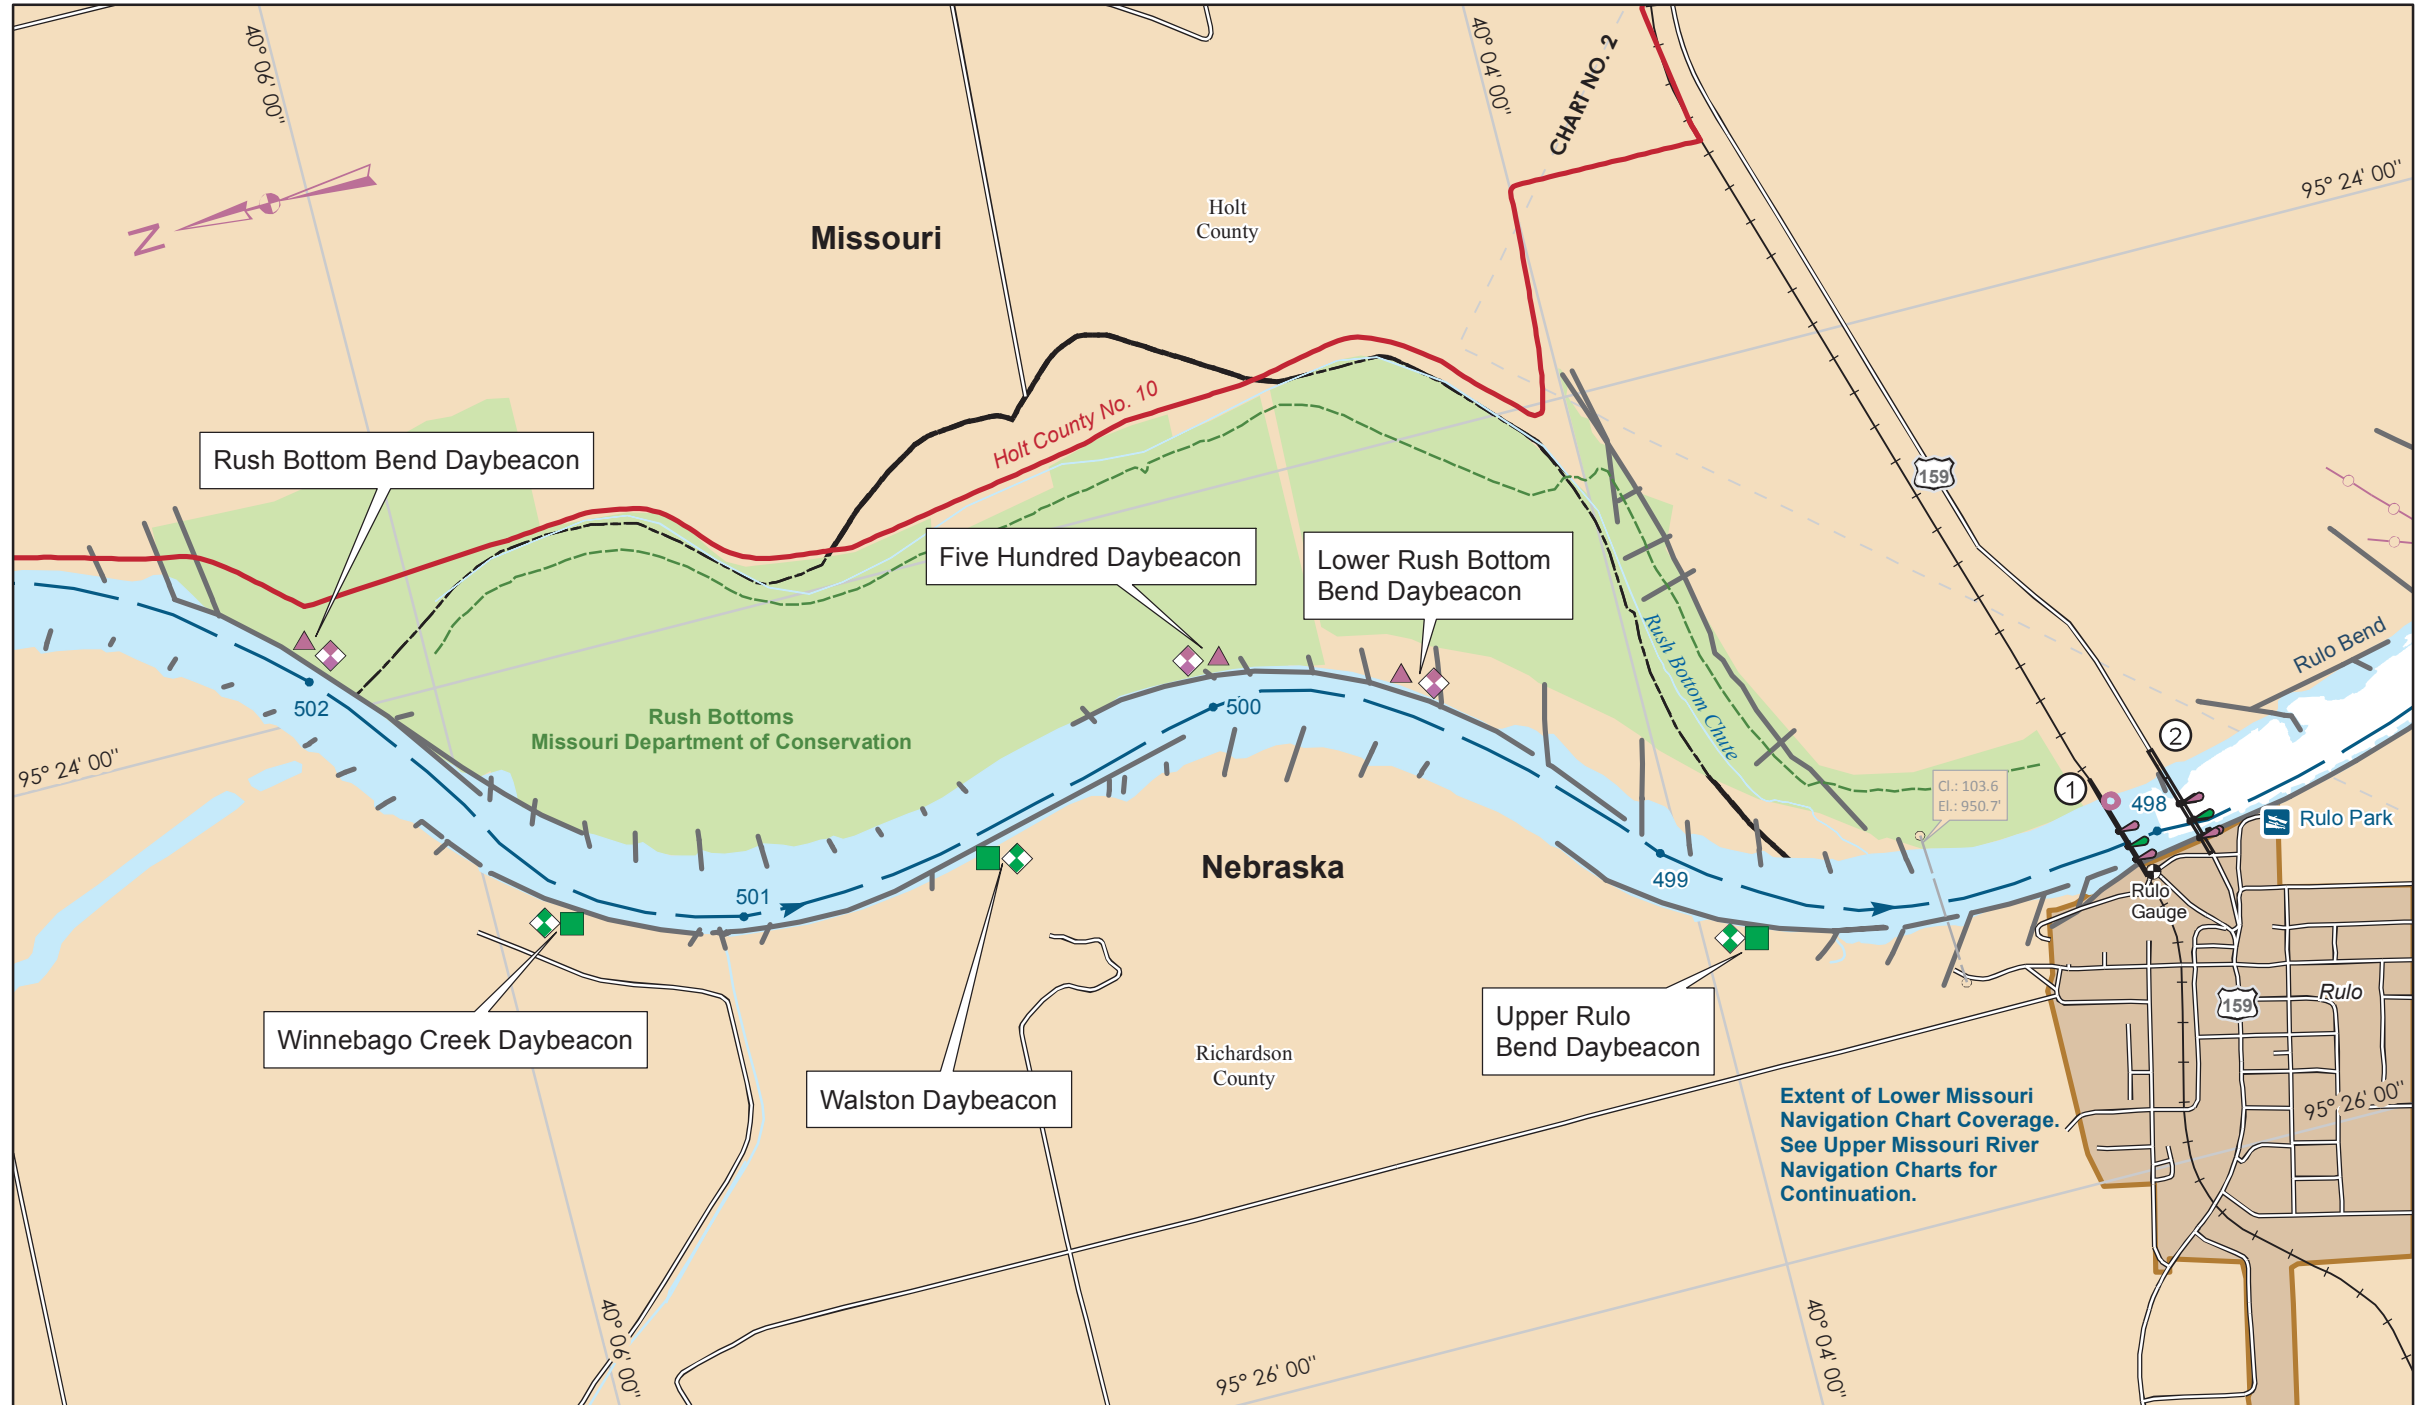 40° 06' 00"
40° 04' 00"
CHART NO. 2
95° 24' 00"
N
Missouri
Holt
County
Holt County No. 10
159
Rush Bottom Bend Daybeacon
Five Hundred Daybeacon
Lower Rush Bottom
Bend Daybeacon
Rush Bottom Chute
Rulo Bend
502
500
Rush Bottoms
Missouri Department of Conservation
95° 24' 00"
2
1
Cl.: 103.6
El.: 950.7'
498
Rulo Park
Nebraska
499
501
Rulo
Gauge
159
Rulo
Winnebago Creek Daybeacon
Walston Daybeacon
Upper Rulo
Bend Daybeacon
Richardson
County
Extent of Lower Missouri
Navigation Chart Coverage.
See Upper Missouri River
Navigation Charts for
Continuation.
95° 26' 00"
40° 06' 00"
95° 26' 00"
40° 04' 00"